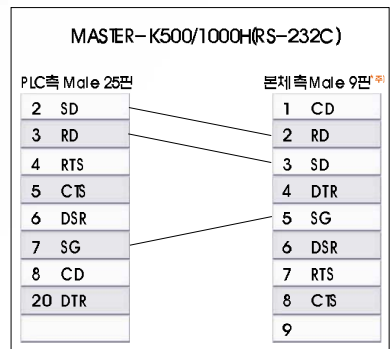 MASTER-K500/1000H(RS-232C)
PLC측 Male 25핀
본체측 Male 9핀 주)
2 SD
1 CD
3 RD
2 RD
4 RTS
3 SD
5 CTS
4 DTR
6 DSR
5 SG
7 SG
6 DSR
8 CD
7 RTS
20 DTR
8 CTS
9